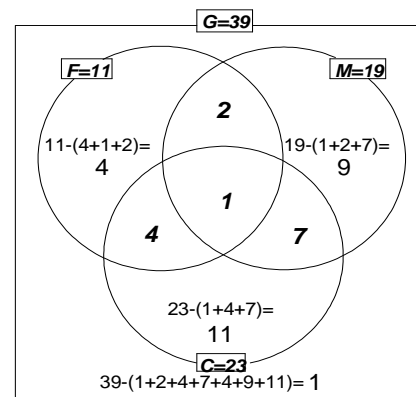 G=39
F=11
M=19
2
11-(4+1+2)=
4
19-(1+2+7)=
9
1
4
7
23-(1+4+7)=
11
C=23
39-(1+2+4+7+4+9+11)= 1